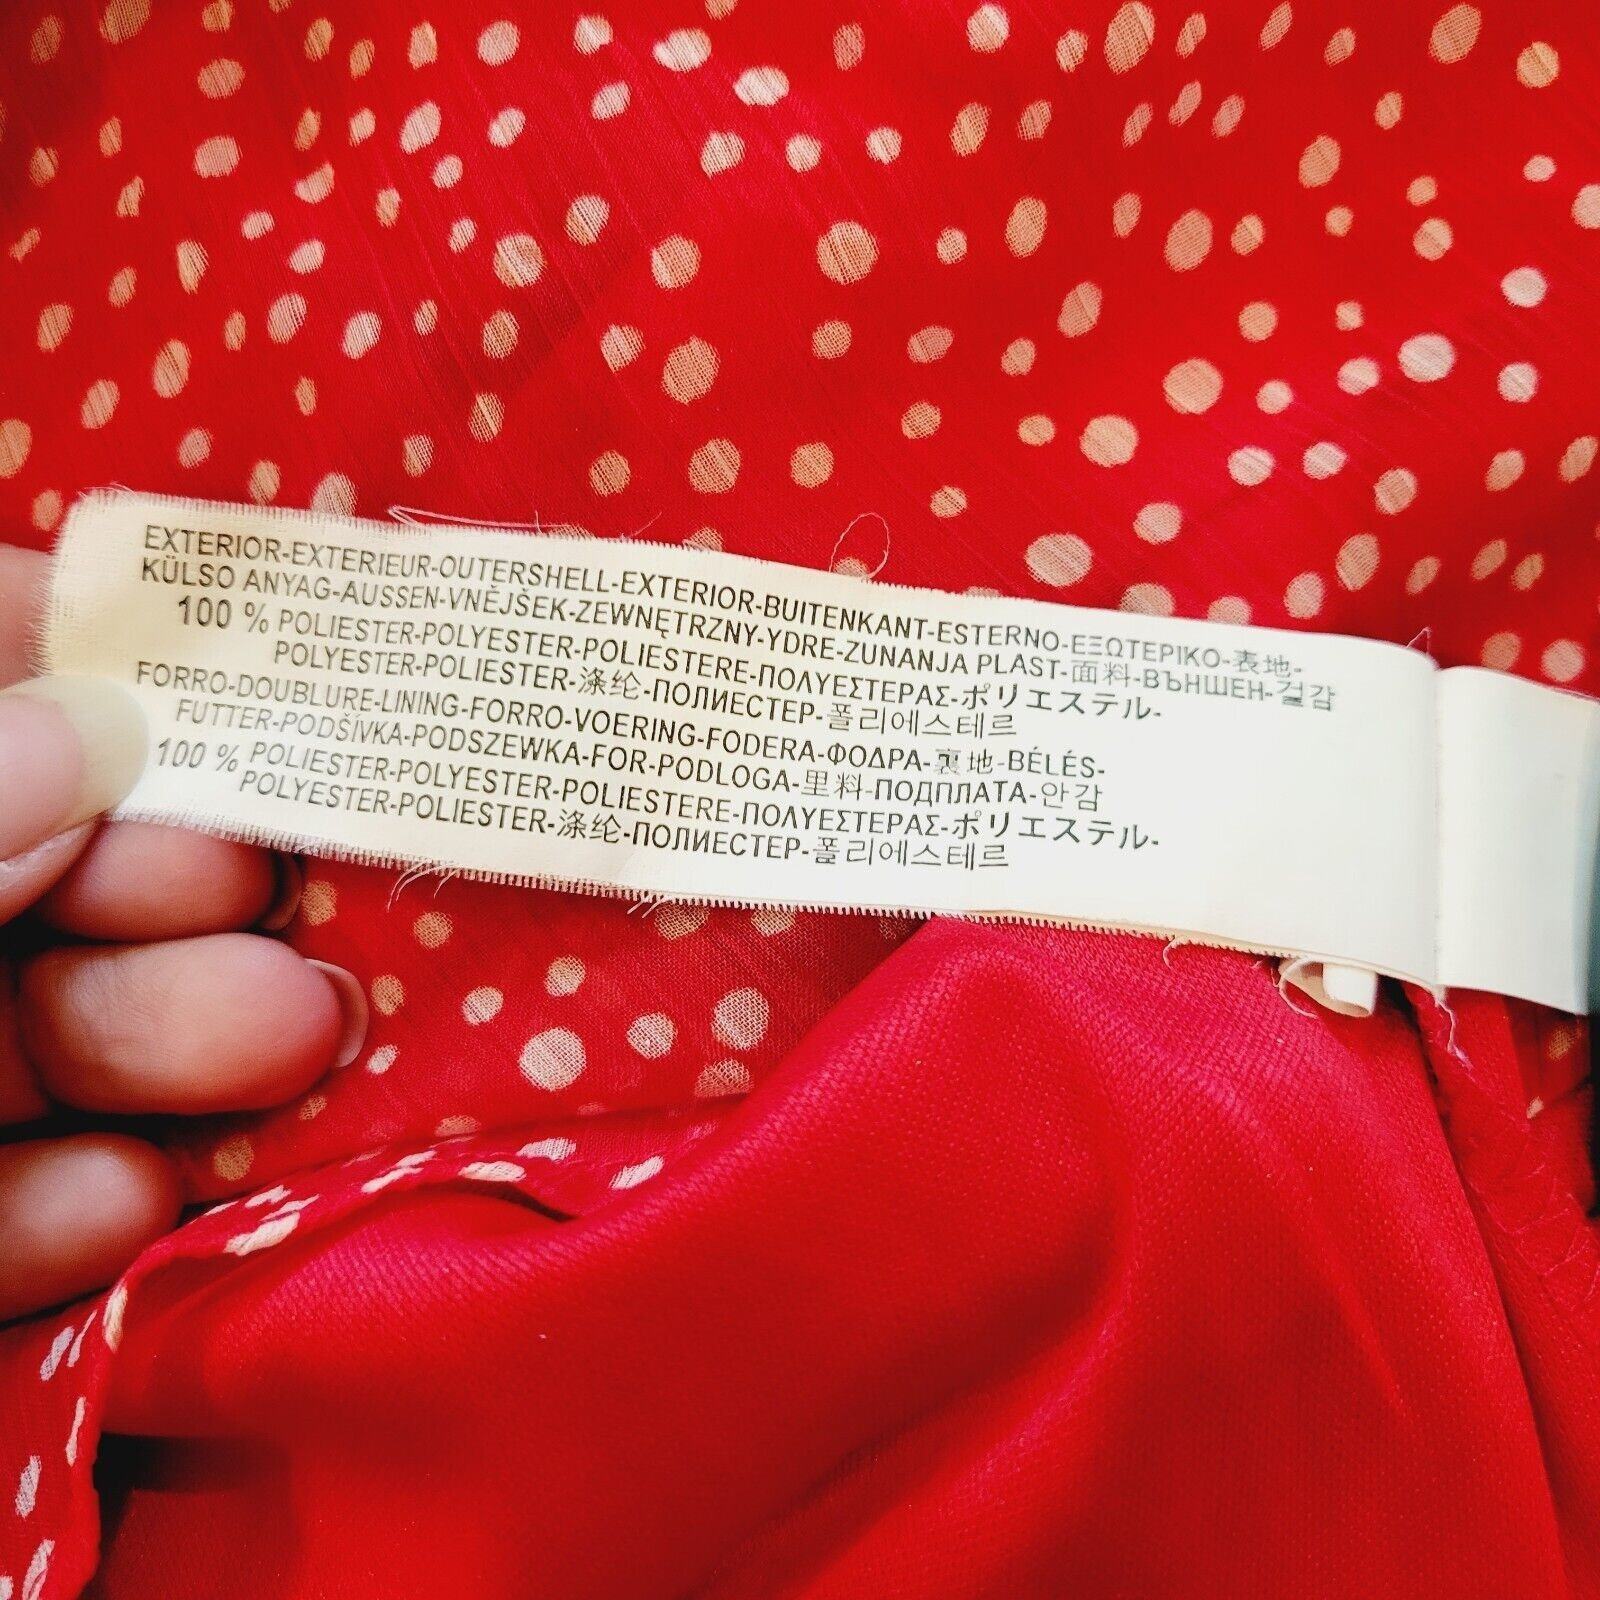 EXTERIOR-EXTERIEUR-OUTERSHELL-EXTERIOR-BUITENKANT-ESTERNO-ΕΞΩΤΕΡΙΚΟ-表地-
KÜLSO ANYAG-AUSSEN-VNĚJŠEK-ZEWNĘTRZNY-YDRE-ZUNANJA PLAST-面料-ВЪНШЕН-겉감
100 % POLIESTER-POLYESTER-POLIESTERE-ΠΟΛΥΕΣΤΕΡΑΣ-ポリエステル-
POLYESTER-POLIESTER-涤纶-ПОЛИЕСТЕР-폴리에스테르
FORRO-DOUBLURE-LINING-FORRO-VOERING-FODERA-ΦΟΔΡΑ-裏地-BÉLÉS-
FUTTER-PODŠÍVKA-PODSZEWKA-FOR-PODLOGA-里料-ПОДПЛАТА-안감
100 % POLIESTER-POLYESTER-POLIESTERE-ΠΟΛΥΕΣΤΕΡΑΣ-ポリエステル-
POLYESTER-POLIESTER-涤纶-ПОЛИЕСТЕР-폴리에스테르